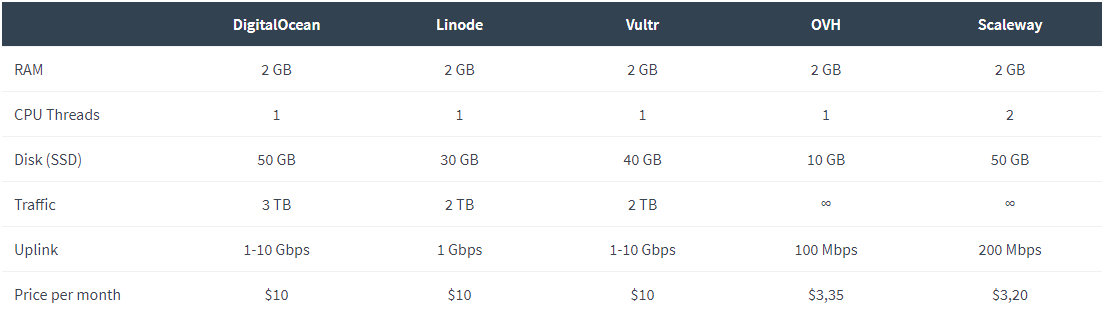 DigitalOcean Linode Vultr OVH Scaleway
RAM 2 GB 2 GB 2 GB 2 GB 2 GB
CPU Threads 1 1 1 1 2
Disk (SSD) 50 GB 30 GB 40 GB 10 GB 50 GB
Traffic 3 TB 2 TB 2 TB ∞ ∞
Uplink 1-10 Gbps 1 Gbps 1-10 Gbps 100 Mbps 200 Mbps
Price per month $10 $10 $10 $3,35 $3,20